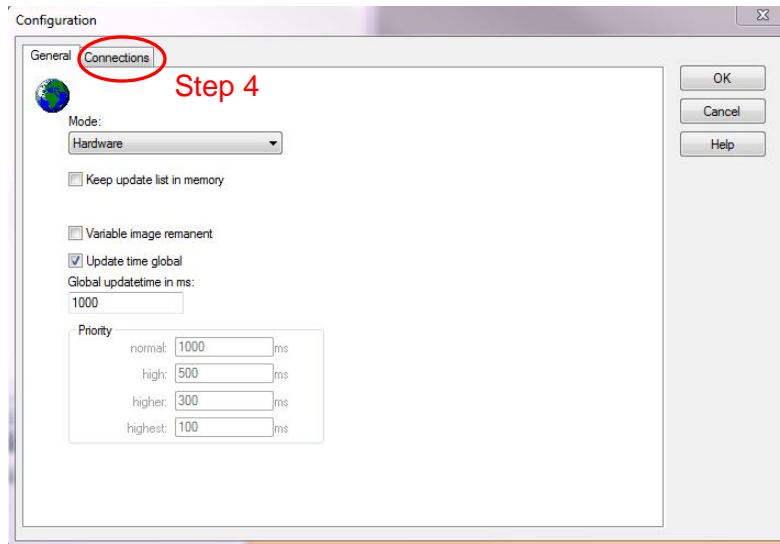 Configuration
General
Connections
Step 4
Mode:
Hardware
Keep update list in memory
Variable image remanent
Update time global
Global updatetime in ms:
1000
Priority
normal: 1000 ms
high: 500 ms
higher: 300 ms
highest: 100 ms
OK
Cancel
Help